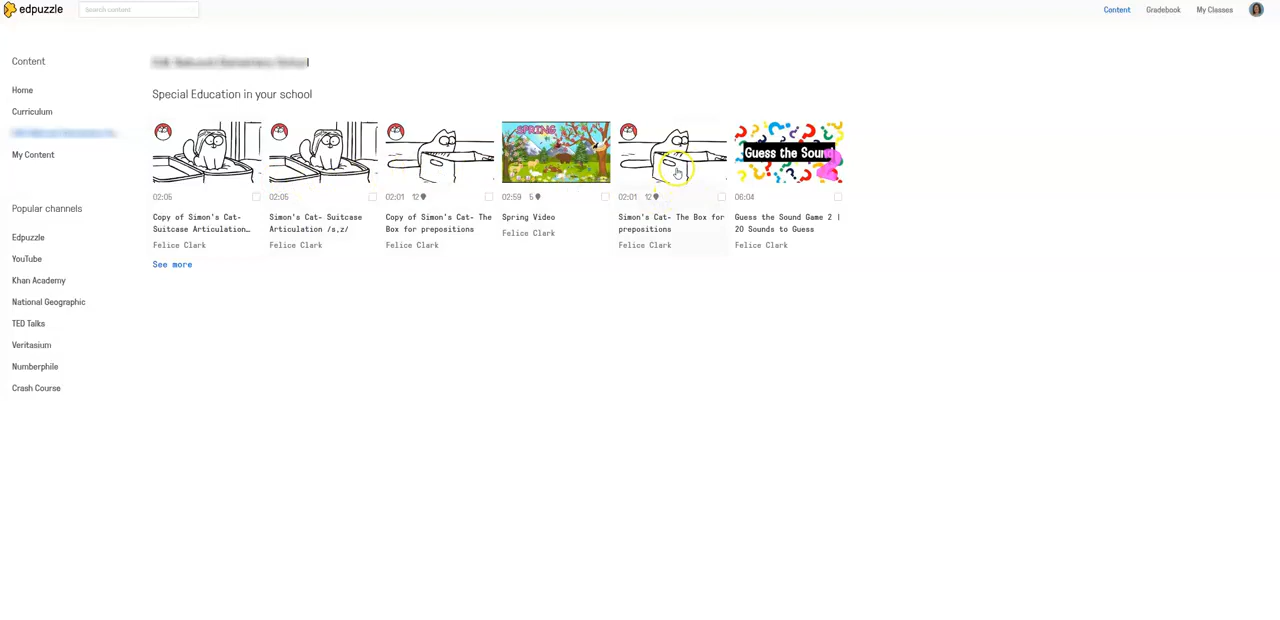 edpuzzle
Search content
Content
Gradebook
My Classes
Content
Home
Curriculum
My Content
Popular channels
Edpuzzle
YouTube
Khan Academy
National Geographic
TED Talks
Veritasium
Numberphile
Crash Course
Special Education in your school
SPRING
Guess the Sound
2
02:05
02:05
02:01 12
02:59 5
02:01 12
06:04
Copy of Simon's Cat-
Suitcase Articulation…
Felice Clark
Simon's Cat- Suitcase
Articulation /s,z/
Felice Clark
Copy of Simon's Cat- The
Box for prepositions
Felice Clark
Spring Video
Felice Clark
Simon's Cat- The Box for
prepositions
Felice Clark
Guess the Sound Game 2 |
20 Sounds to Guess
Felice Clark
See more